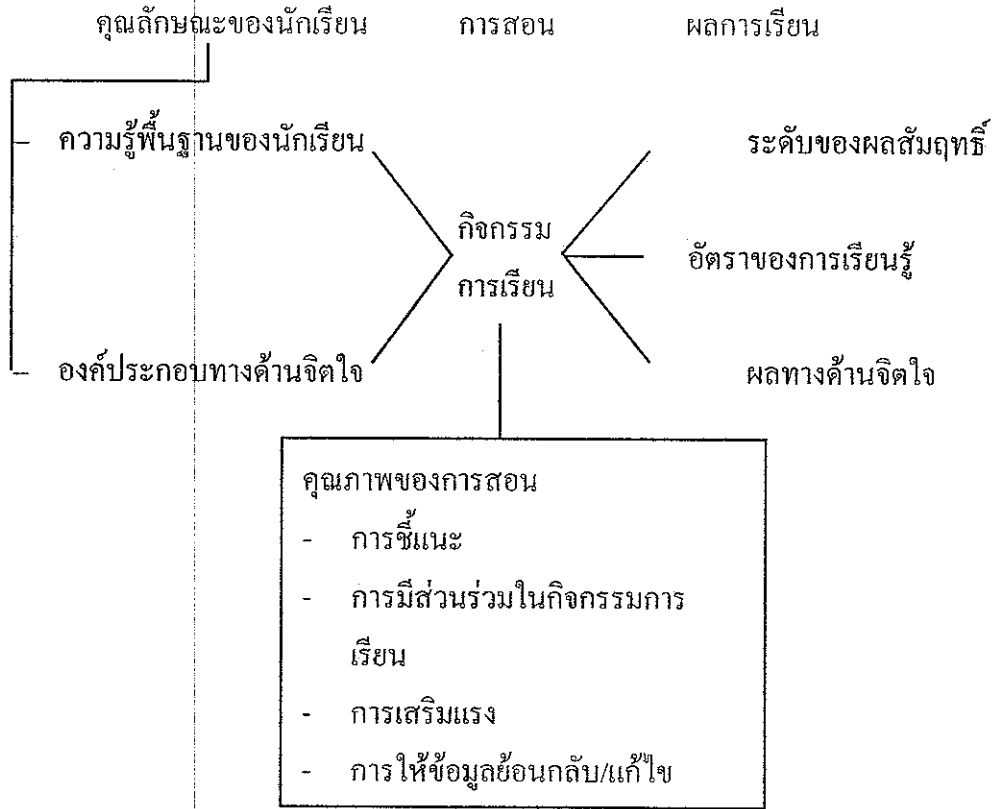 คุณลักษณะของนักเรียน การสอน ผลการเรียน
- ความรู้พื้นฐานของนักเรียน ระดับของผลสัมฤทธิ์
กิจกรรม
อัตราของการเรียนรู้
การเรียน
- องค์ประกอบทางด้านจิตใจ ผลทางด้านจิตใจ
คุณภาพของการสอน
- การชี้แนะ
- การมีส่วนร่วมในกิจกรรมการ
เรียน
- การเสริมแรง
- การให้ข้อมูลย้อนกลับ/แก้ไข